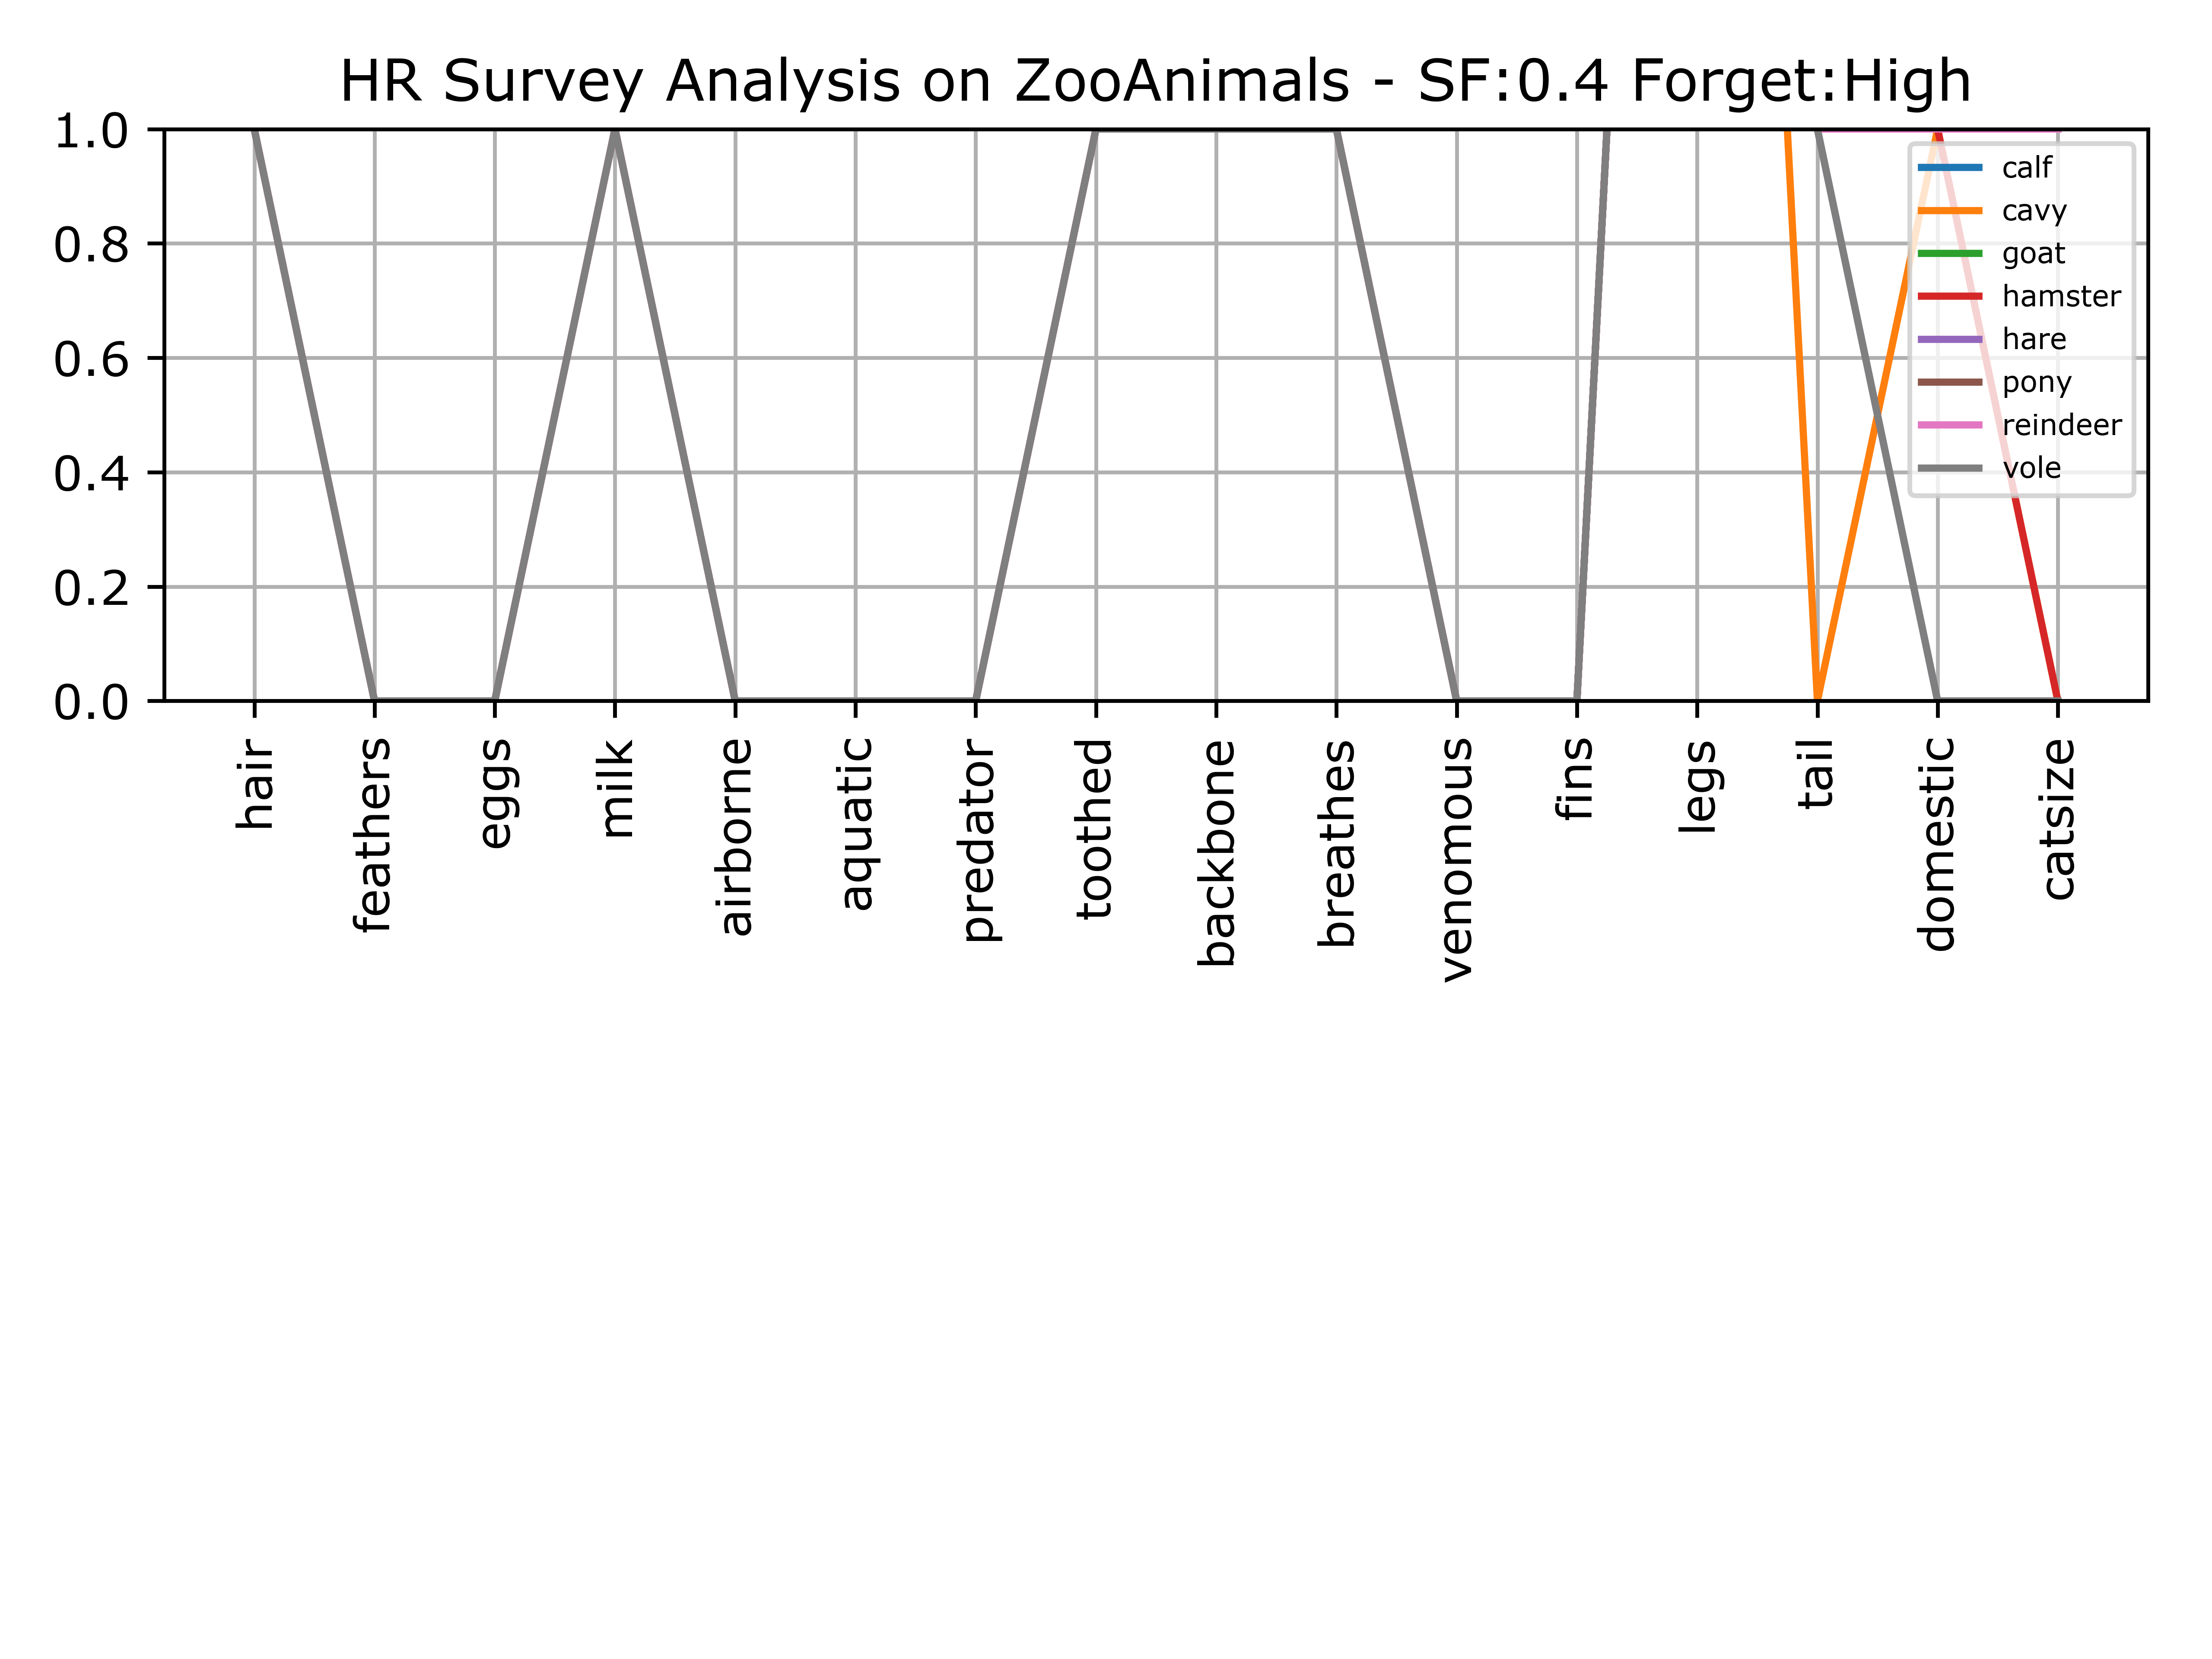 HR Survey Analysis on ZooAnimals - SF:0.4 Forget:High
1.0
0.8
0.6
0.4
0.2
0.0
calf
cavy
goat
hamster
hare
pony
reindeer
vole
hair
feathers
eggs
milk
airborne
aquatic
predator
toothed
backbone
breathes
venomous
fins
legs
tail
domestic
catsize